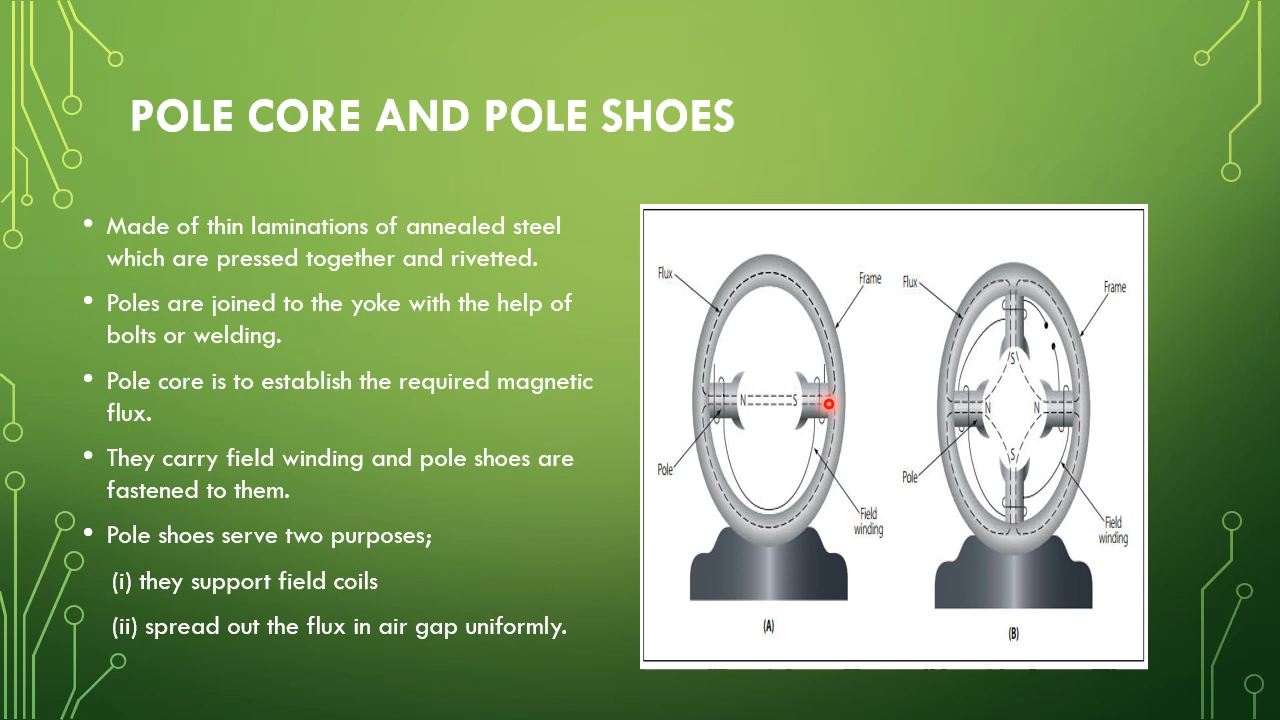 POLE CORE AND POLE SHOES
• Made of thin laminations of annealed steel
which are pressed together and rivetted.
• Poles are joined to the yoke with the help of
bolts or welding.
• Pole core is to establish the required magnetic
flux.
• They carry field winding and pole shoes are
fastened to them.
• Pole shoes serve two purposes;
(i) they support field coils
(ii) spread out the flux in air gap uniformly.
Flux
Frame
N
S
Pole
Field
winding
(A)
Flux
Frame
S
N
N
S
Pole
Field
winding
(B)